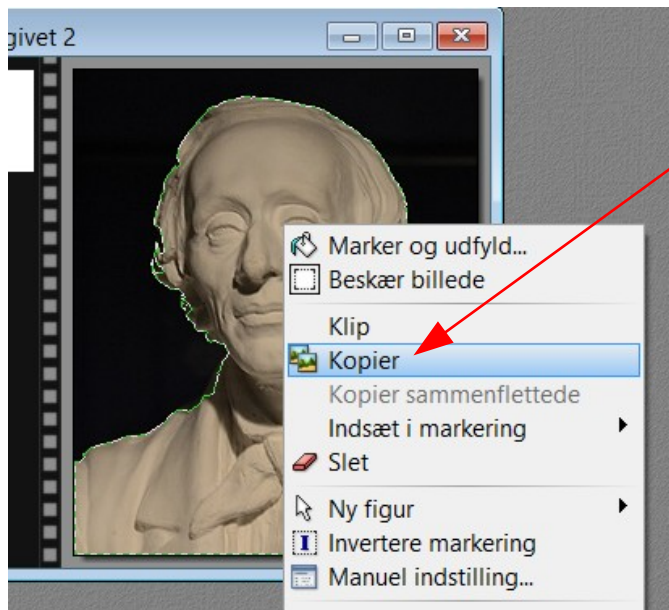 givet 2
Marker og udfyld...
Beskær billede
Klip
Kopier
Kopier sammenflettede
Indsæt i markering
Slet
Ny figur
Invertere markering
Manuel indstilling...